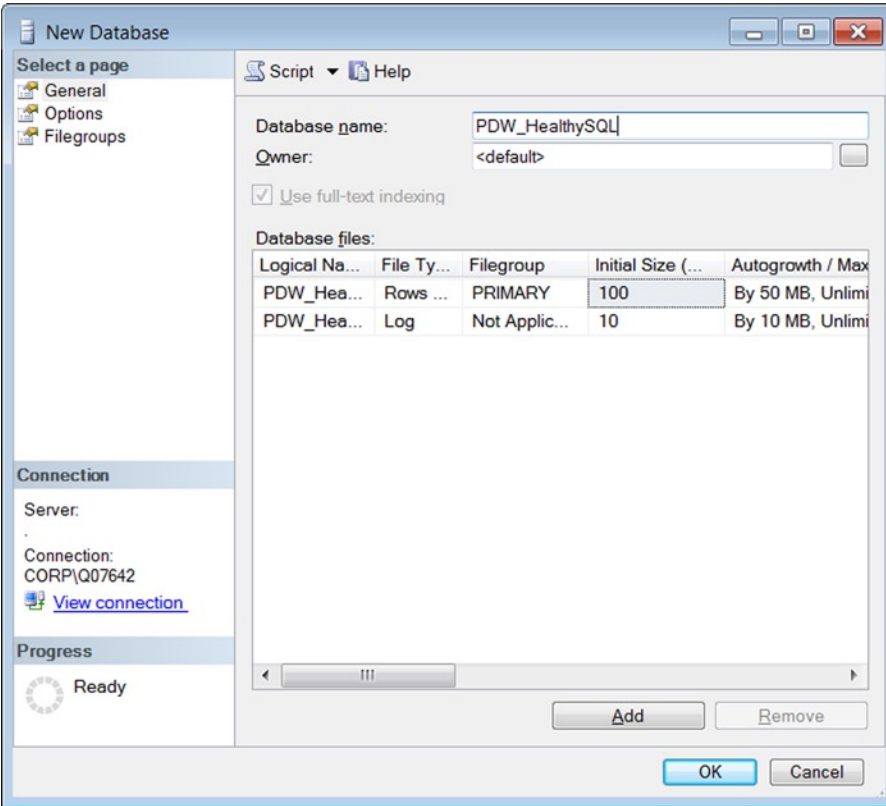 New Database
Select a page
General
Options
Filegroups
Script Help
Database name: PDW_HealthySQL
Owner: <default>
Use full-text indexing
Database files:
Logical Na... File Ty... Filegroup Initial Size (... Autogrowth / Max
PDW_Hea... Rows ... PRIMARY 100 By 50 MB, Unlimi
PDW_Hea... Log Not Applic... 10 By 10 MB, Unlimi
Connection
Server:
.
Connection:
CORP\Q07642
View connection
Progress
Ready
Add Remove
OK Cancel